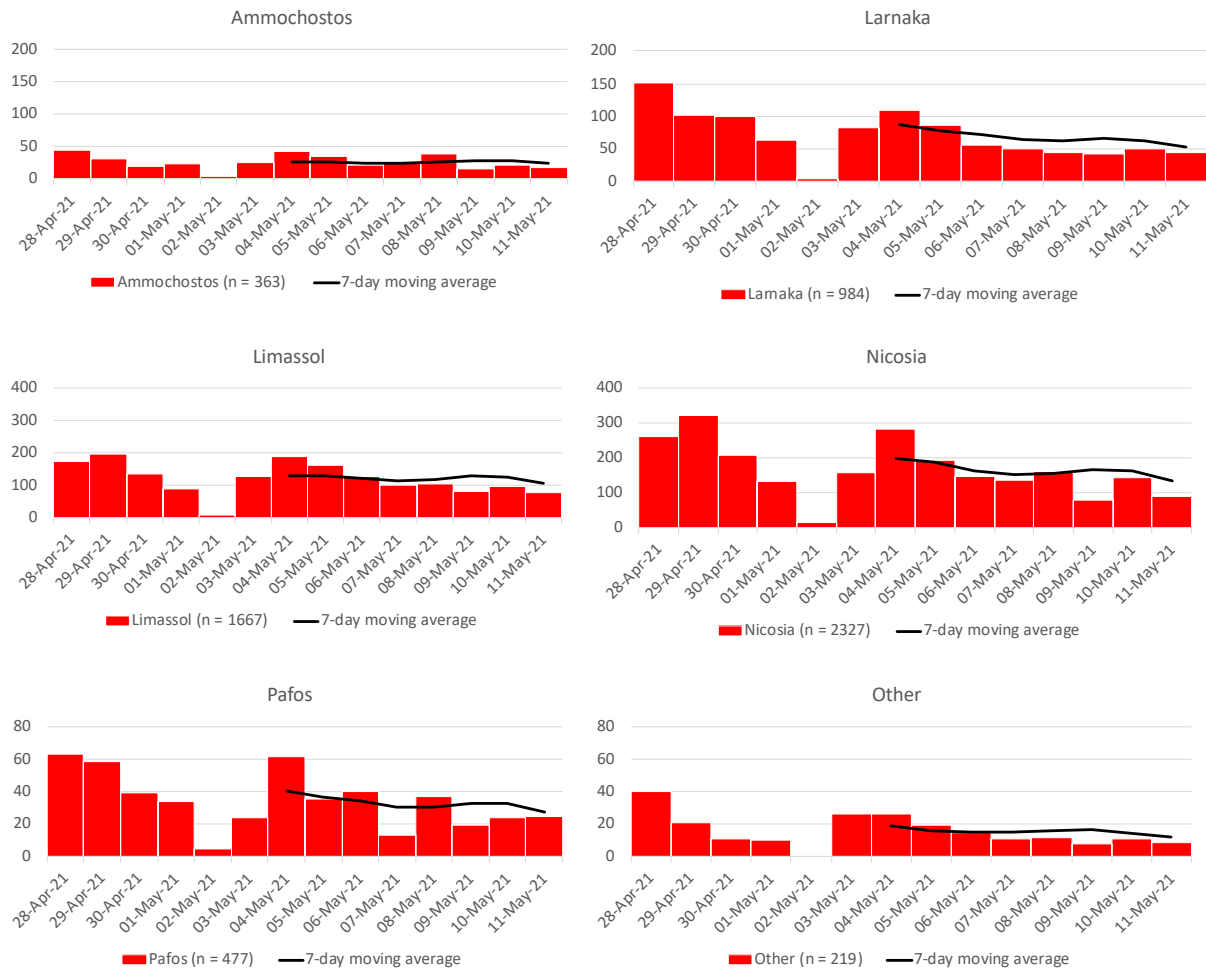 Ammochostos
200
150
100
50
0
28-Apr-21 29-Apr-21 30-Apr-21 01-May-21 02-May-21 03-May-21 04-May-21 05-May-21 06-May-21 07-May-21 08-May-21 09-May-21 10-May-21 11-May-21
Ammochostos (n = 363) 7-day moving average
Larnaka
200
150
100
50
0
28-Apr-21 29-Apr-21 30-Apr-21 01-May-21 02-May-21 03-May-21 04-May-21 05-May-21 06-May-21 07-May-21 08-May-21 09-May-21 10-May-21 11-May-21
Larnaka (n = 984) 7-day moving average
Limassol
400
300
200
100
0
28-Apr-21 29-Apr-21 30-Apr-21 01-May-21 02-May-21 03-May-21 04-May-21 05-May-21 06-May-21 07-May-21 08-May-21 09-May-21 10-May-21 11-May-21
Limassol (n = 1667) 7-day moving average
Nicosia
400
300
200
100
0
28-Apr-21 29-Apr-21 30-Apr-21 01-May-21 02-May-21 03-May-21 04-May-21 05-May-21 06-May-21 07-May-21 08-May-21 09-May-21 10-May-21 11-May-21
Nicosia (n = 2327) 7-day moving average
Pafos
80
60
40
20
0
28-Apr-21 29-Apr-21 30-Apr-21 01-May-21 02-May-21 03-May-21 04-May-21 05-May-21 06-May-21 07-May-21 08-May-21 09-May-21 10-May-21 11-May-21
Pafos (n = 477) 7-day moving average
Other
80
60
40
20
0
28-Apr-21 29-Apr-21 30-Apr-21 01-May-21 02-May-21 03-May-21 04-May-21 05-May-21 06-May-21 07-May-21 08-May-21 09-May-21 10-May-21 11-May-21
Other (n = 219) 7-day moving average